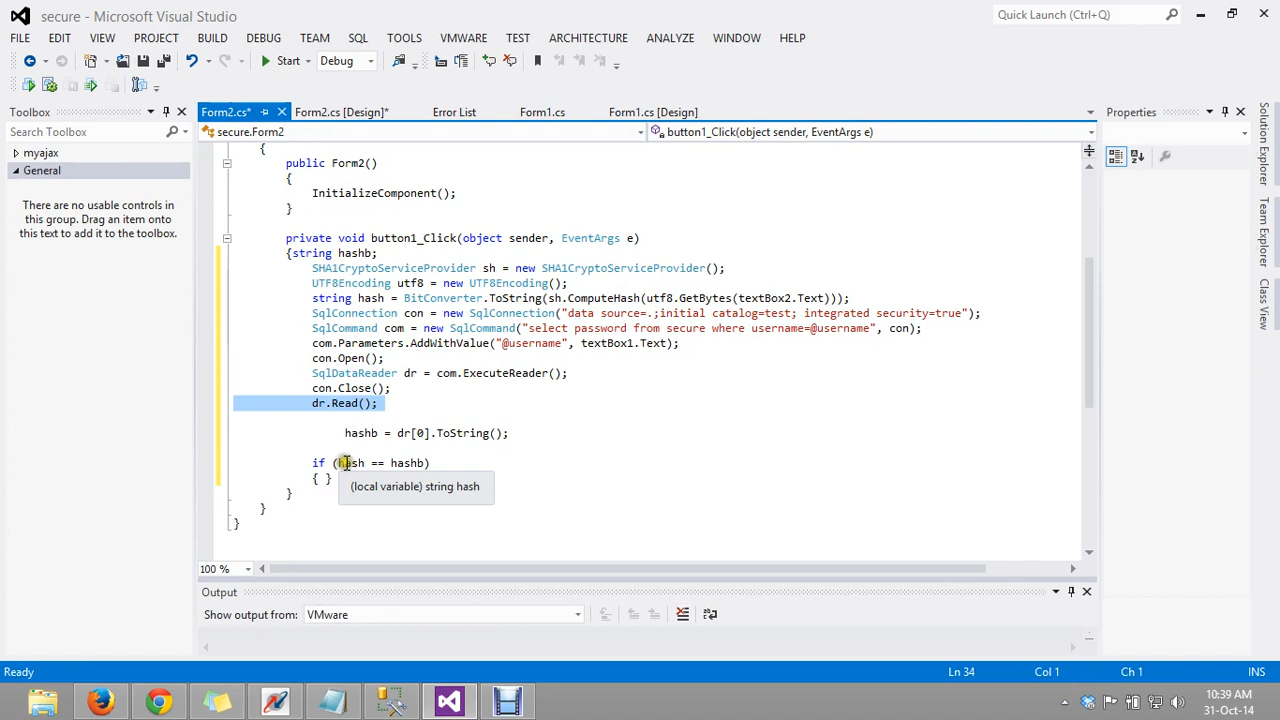 secure - Microsoft Visual Studio
Quick Launch (Ctrl+Q)
FILE EDIT VIEW PROJECT BUILD DEBUG TEAM SQL TOOLS VMWARE TEST ARCHITECTURE ANALYZE WINDOW HELP
Start Debug
Toolbox
Form2.cs* Form2.cs [Design]* Error List Form1.cs Form1.cs [Design]
Properties
Search Toolbox
secure.Form2
button1_Click(object sender, EventArgs e)
myajax
General
There are no usable controls in
this group. Drag an item onto
this text to add it to the toolbox.
{
public Form2()
{
InitializeComponent();
}
private void button1_Click(object sender, EventArgs e)
{string hashb;
SHA1CryptoServiceProvider sh = new SHA1CryptoServiceProvider();
UTF8Encoding utf8 = new UTF8Encoding();
string hash = BitConverter.ToString(sh.ComputeHash(utf8.GetBytes(textBox2.Text)));
SqlConnection con = new SqlConnection("data source=.;initial catalog=test; integrated security=true");
SqlCommand com = new SqlCommand("select password from secure where username=@username", con);
com.Parameters.AddWithValue("@username", textBox1.Text);
con.Open();
SqlDataReader dr = com.ExecuteReader();
con.Close();
dr.Read();
hashb = dr[0].ToString();
if (hash == hashb)
{ }
(local variable) string hash
}
}
}
Solution Explorer
Team Explorer
Class View
100 %
Output
Show output from: VMware
Ready
Ln 34
Col 1
Ch 1
INS
10:39 AM
31-Oct-14